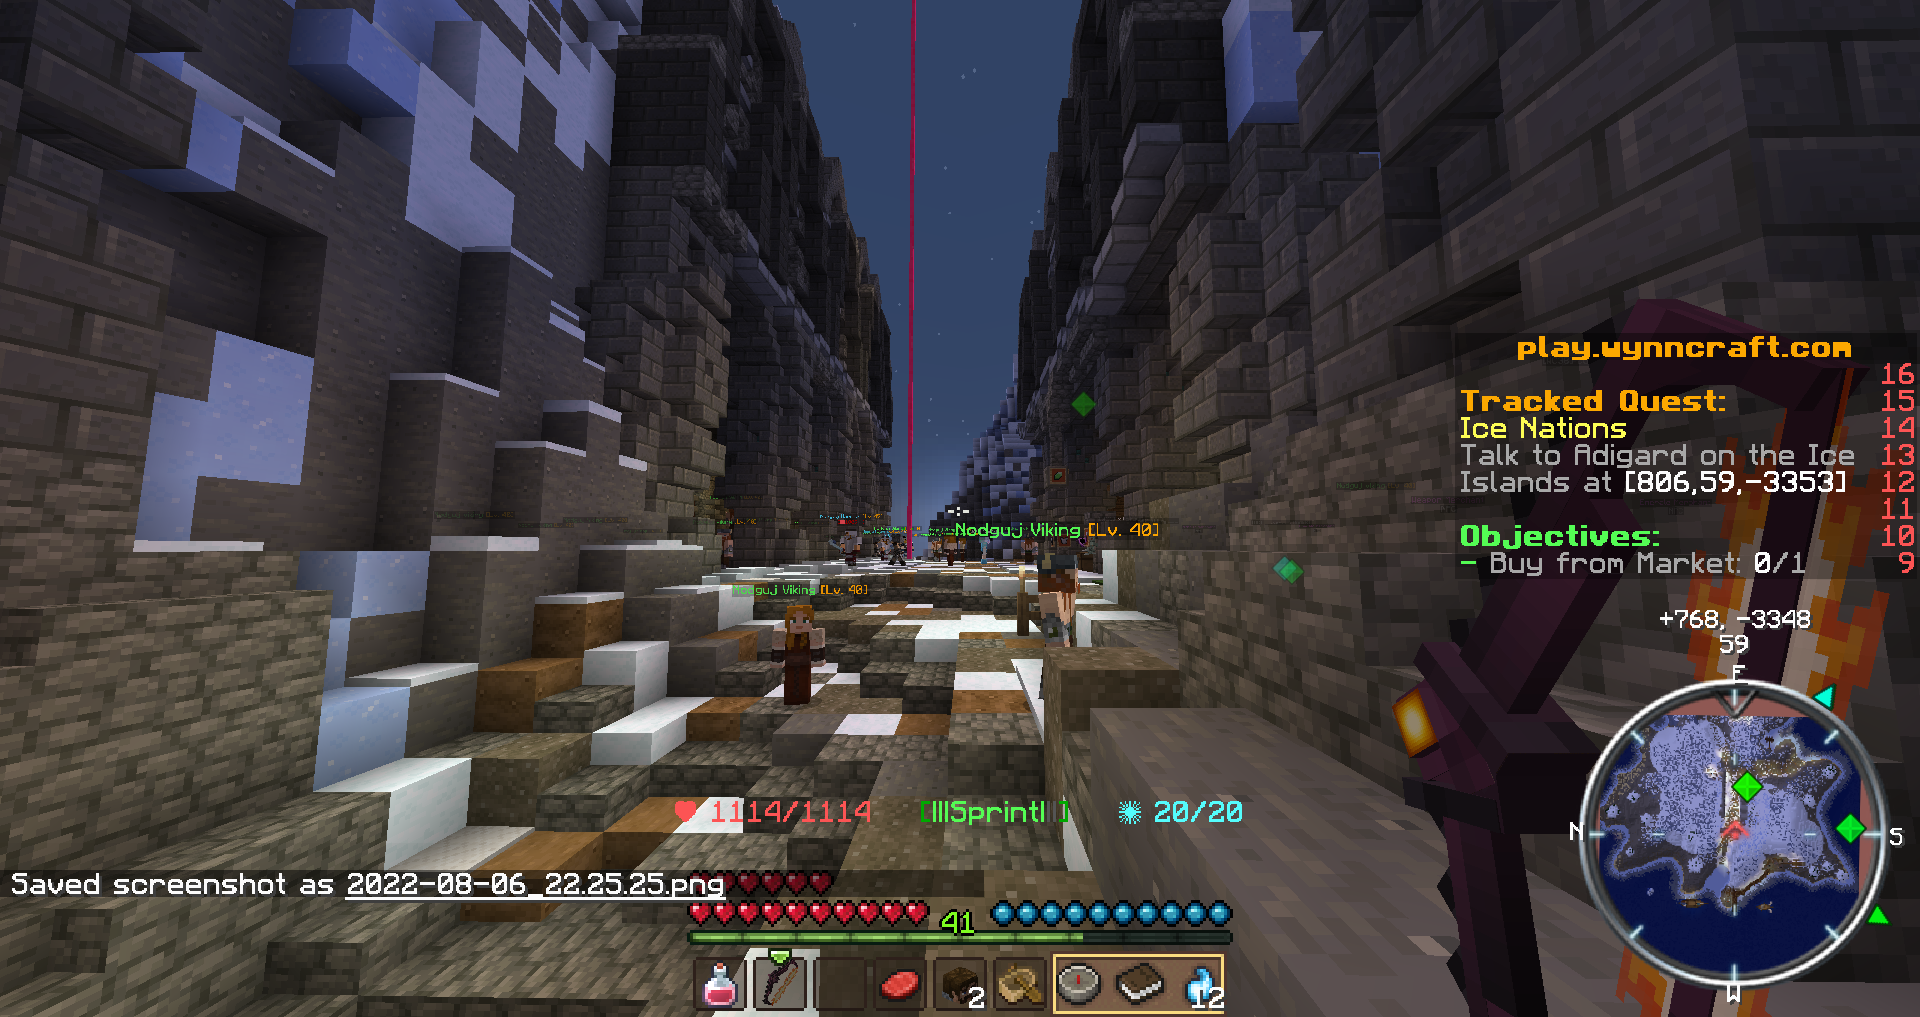 play.wynncraft.com
16
Tracked Quest: 15
Ice Nations 14
Talk to Adigard on the Ice 13
Islands at [806,59,-3353] 12
11
Objectives: 10
- Buy from Market: 0/1 9
Nodguj Viking [Lv. 40]
Nodguj Viking [Lv. 40]
+768, -3348
59
E
N
S
W
1114/1114 [|||Sprint|||] 20/20
Saved screenshot as 2022-08-06_22.25.25.png
41
2
12